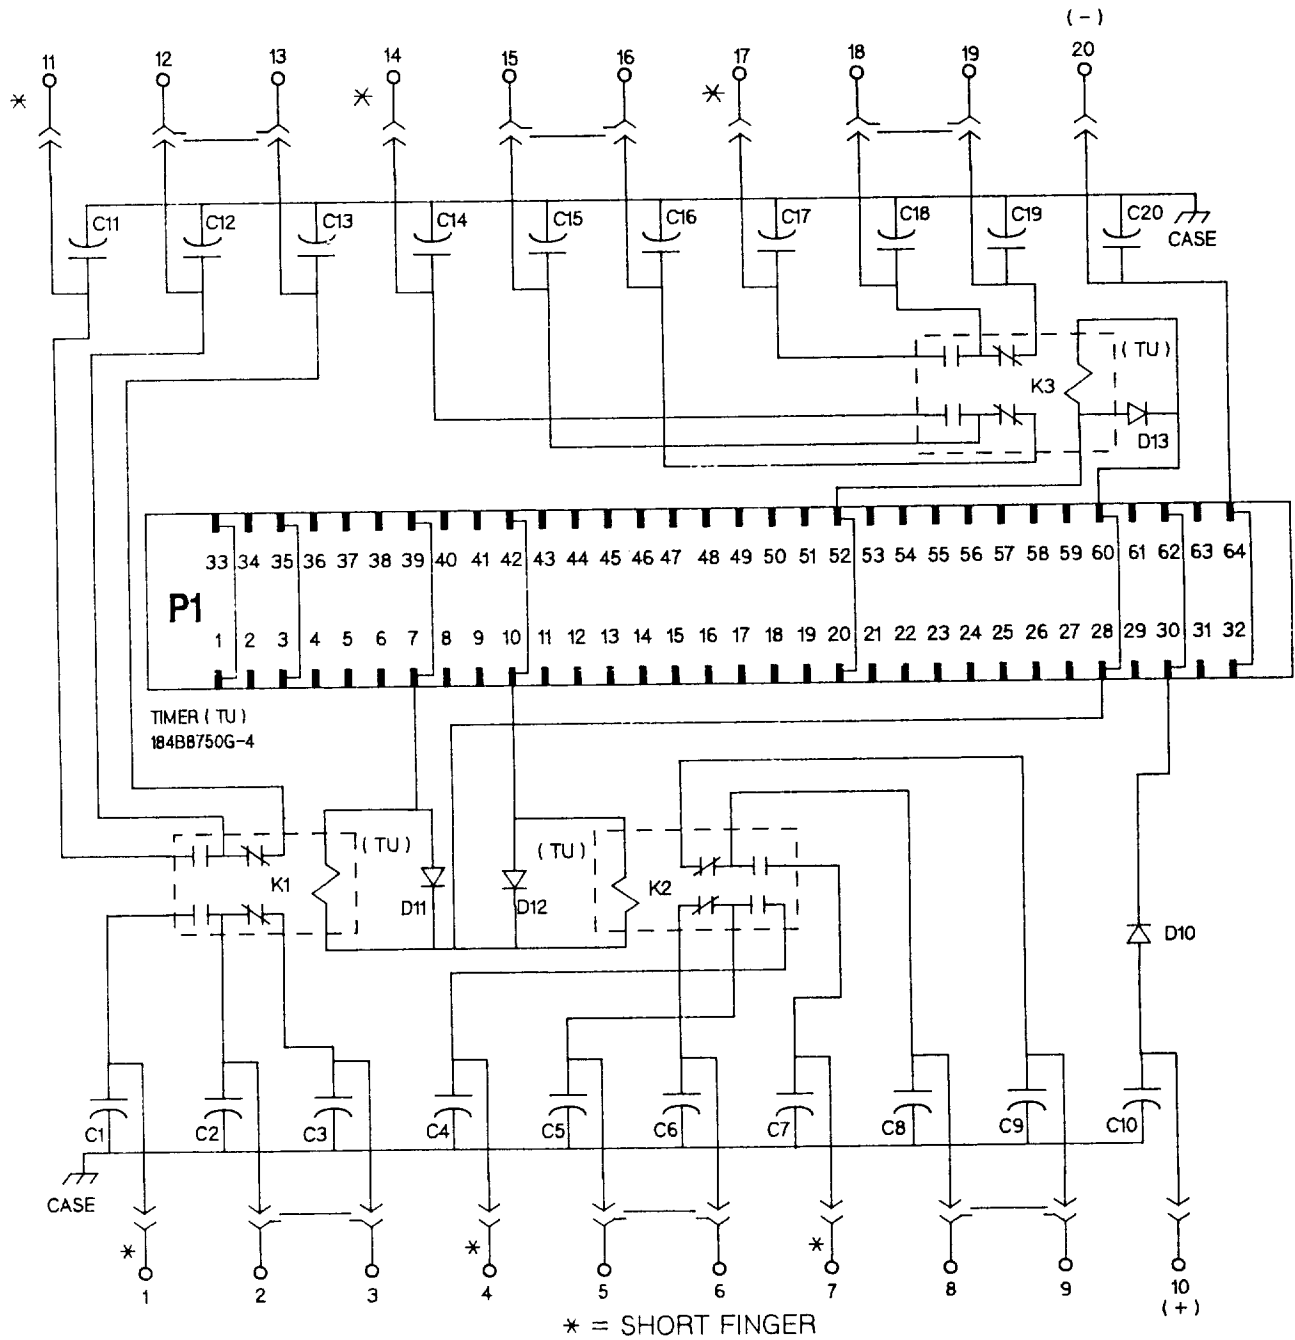 ( - )
11 12 13 14 15 16 17 18 19 20
* * *
C11 C12 C13 C14 C15 C16 C17 C18 C19 C20
CASE
( TU )
K3
D13
33 34 35 36 37 38 39 40 41 42 43 44 45 46 47 48 49 50 51 52 53 54 55 56 57 58 59 60 61 62 63 64
P1
1 2 3 4 5 6 7 8 9 10 11 12 13 14 15 16 17 18 19 20 21 22 23 24 25 26 27 28 29 30 31 32
TIMER ( TU )
184B8750G-4
( TU ) ( TU )
K1 K2
D11 D12
D10
C1 C2 C3 C4 C5 C6 C7 C8 C9 C10
CASE
* * *
1 2 3 4 5 6 7 8 9 10
( + )
* = SHORT FINGER